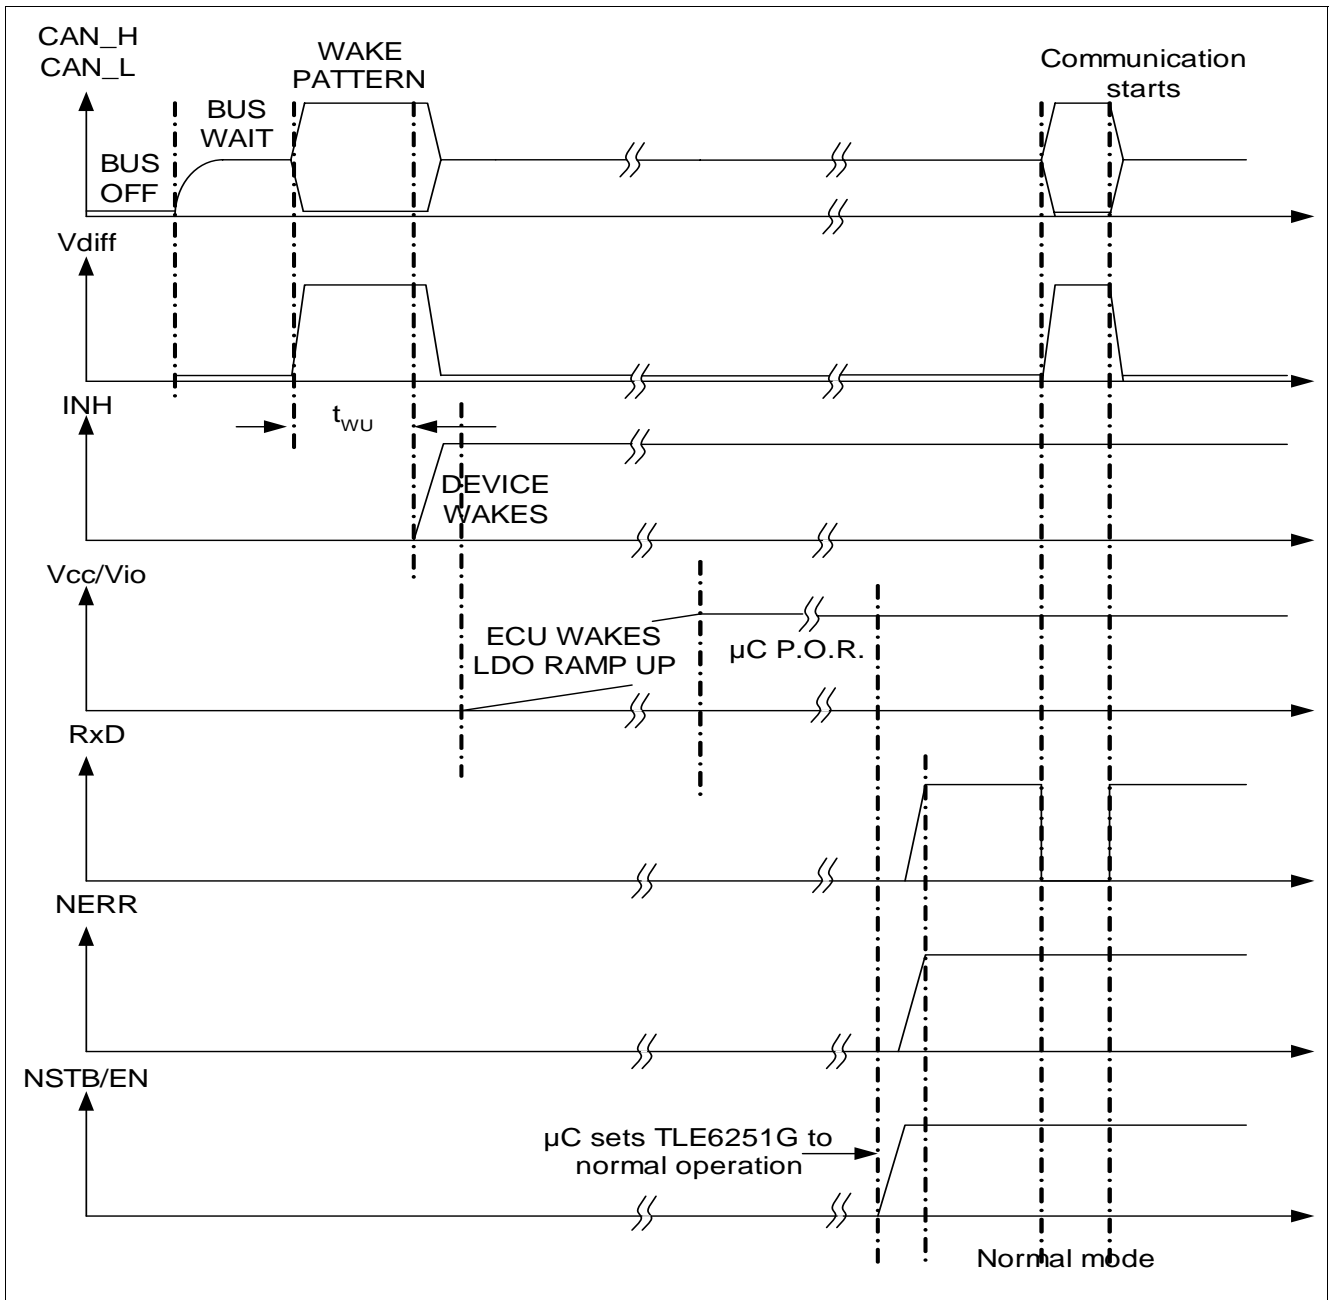 CAN_H
CAN_L
WAKE
PATTERN
Communication
starts
BUS
WAIT
BUS
OFF
Vdiff
INH
tWU
DEVICE
WAKES
Vcc/Vio
ECU WAKES
LDO RAMP UP
µC P.O.R.
RxD
NERR
NSTB/EN
µC sets TLE6251G to
normal operation
Normal mode